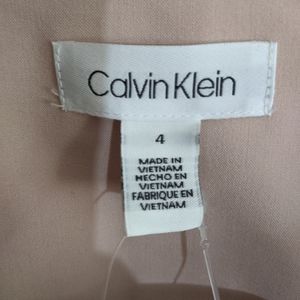 Calvin Klein
4
MADE IN
VIETNAM
HECHO EN
VIETNAM
FABRIQUE EN
VIETNAM